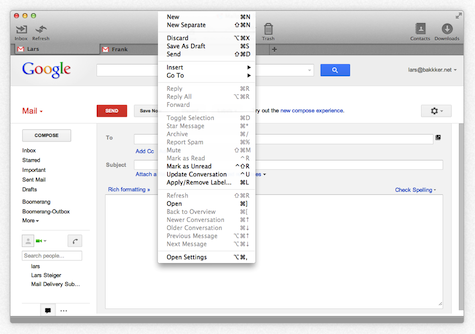 New ⌘N
New Separate ⇧⌘N
Discard ⌥⌘X
Save As Draft ⌘S
Send ⇧⌘D
Insert
Go To
Reply ⌘R
Reply All ⌥⌘R
Forward
Toggle Selection ⌘D
Star Message ⌘*
Archive ⌘/
Report Spam ⌘N
Mute ⇧⌘M
Mark as Read ^R
Mark as Unread ^⇧R
Update Conversation ^U
Apply/Remove Label... ⌘L
Refresh ⇧⌘R
Open ⌘]
Back to Overview ⌘[
Newer Conversation ⌘↑
Older Conversation ⌘↓
Previous Message ⌥⌘↑
Next Message ⌥⌘↓
Open Settings ⌥⌘,
Inbox Refresh Trash Contacts Downloads
Lars Frank
Google lars@bakkker.net
Mail SEND Save No ry out the new compose experience.
COMPOSE To
Add Cc
Inbox
Starred
Important
Sent Mail
Drafts
Boomerang
Boomerang-Outbox
More
Subject
Attach a
Rich formatting » Check Spelling
Search people...
lars
Lars Steiger
Mail Delivery Sub...